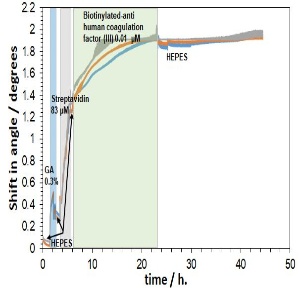 2.2
2
1.8
1.6
1.4
1.2
1
0.8
0.6
0.4
0.2
0
Shift in angle / degrees
Biotinylated-anti
human coagulation
factor (III) 0.01 µM
HEPES
Streptavidin
83 µM
GA
0.3%
HEPES
0 10 20 30 40 50
time / h.